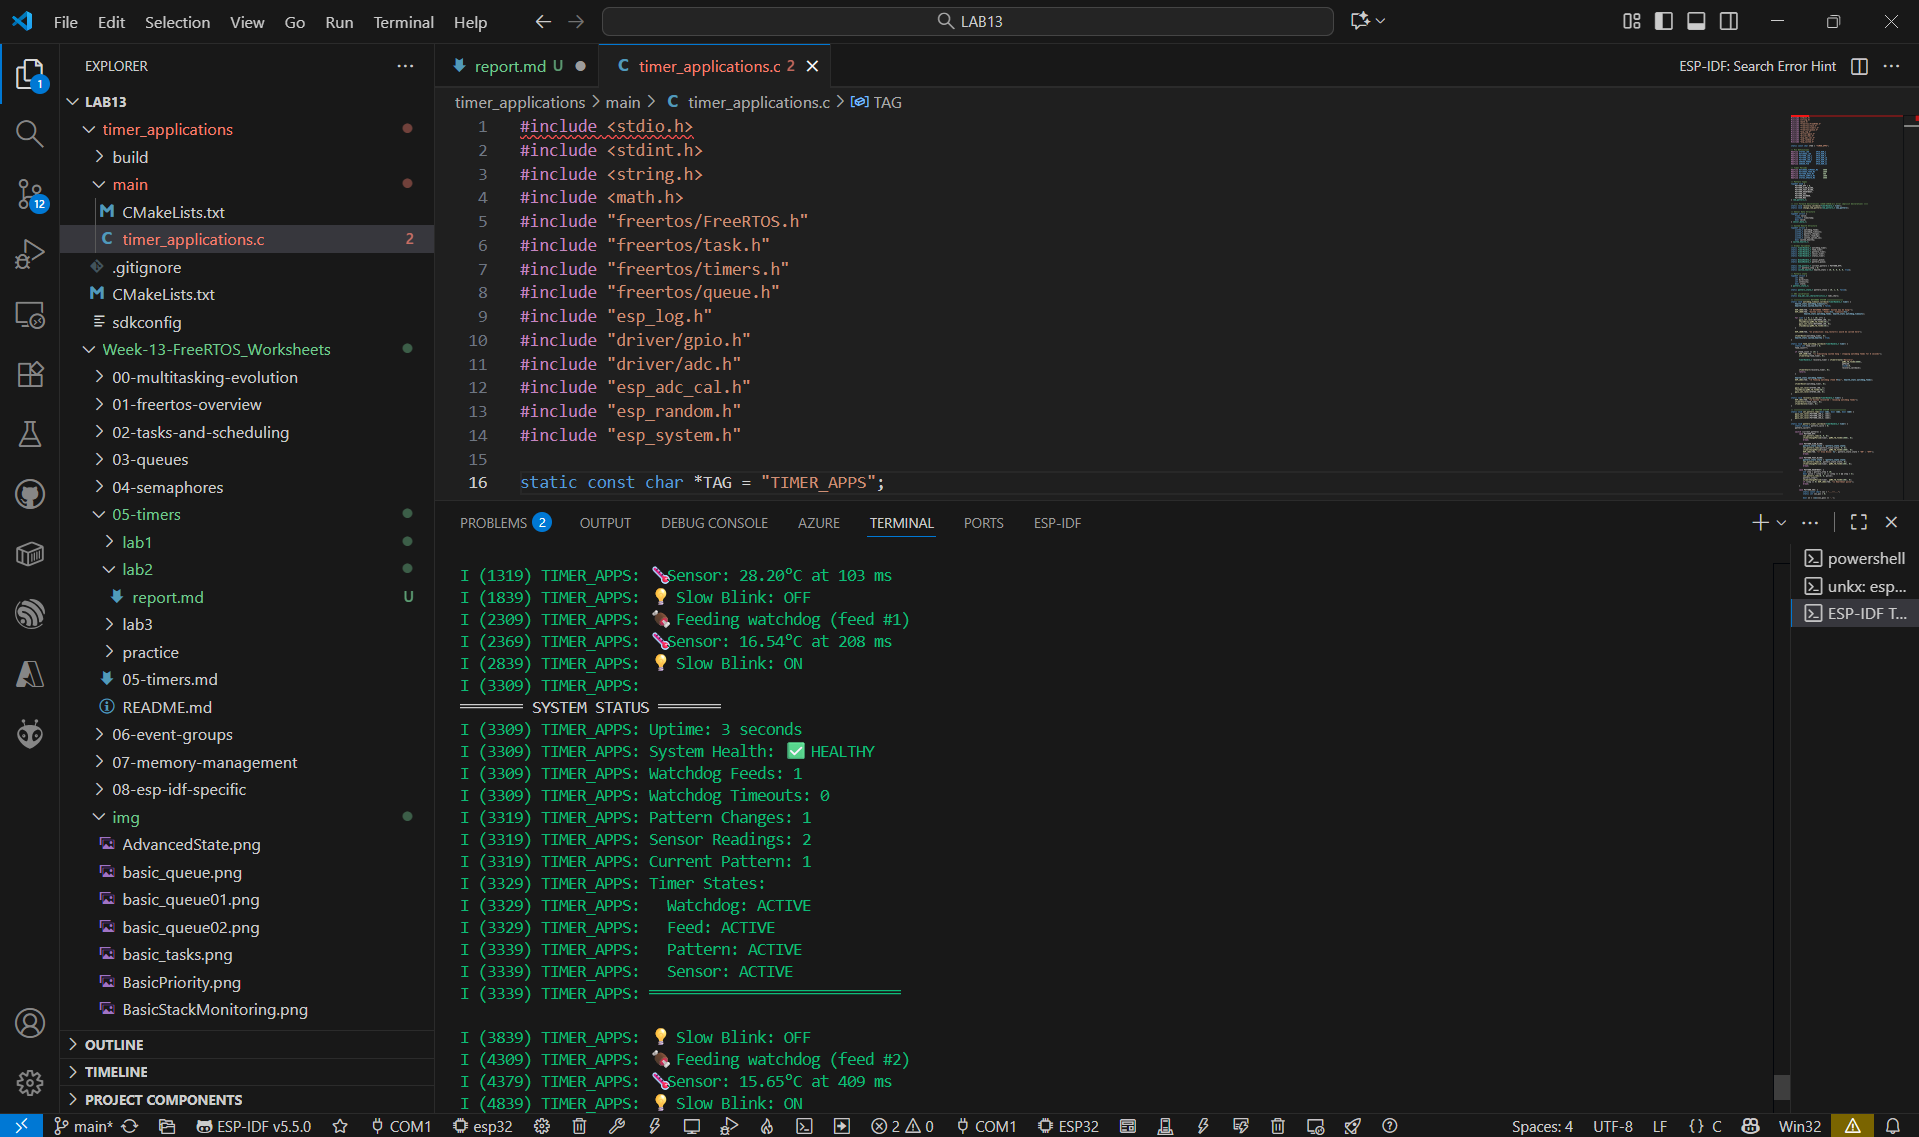 File Edit Selection View Go Run Terminal Help
LAB13
EXPLORER
LAB13
timer_applications
build
main
CMakeLists.txt
timer_applications.c 2
.gitignore
CMakeLists.txt
sdkconfig
Week-13-FreeRTOS_Worksheets
00-multitasking-evolution
01-freertos-overview
02-tasks-and-scheduling
03-queues
04-semaphores
05-timers
lab1
lab2
report.md U
lab3
practice
05-timers.md
README.md
06-event-groups
07-memory-management
08-esp-idf-specific
img
AdvancedState.png
basic_queue.png
basic_queue01.png
basic_queue02.png
basic_tasks.png
BasicPriority.png
BasicStackMonitoring.png
OUTLINE
TIMELINE
PROJECT COMPONENTS
1
12
report.md U
timer_applications.c 2
ESP-IDF: Search Error Hint
timer_applications > main > C timer_applications.c > TAG
1 #include <stdio.h>
2 #include <stdint.h>
3 #include <string.h>
4 #include <math.h>
5 #include "freertos/FreeRTOS.h"
6 #include "freertos/task.h"
7 #include "freertos/timers.h"
8 #include "freertos/queue.h"
9 #include "esp_log.h"
10 #include "driver/gpio.h"
11 #include "driver/adc.h"
12 #include "esp_adc_cal.h"
13 #include "esp_random.h"
14 #include "esp_system.h"
15
16 static const char *TAG = "TIMER_APPS";
PROBLEMS 2 OUTPUT DEBUG CONSOLE AZURE TERMINAL PORTS ESP-IDF
I (1319) TIMER_APPS: 🌡️Sensor: 28.20°C at 103 ms
I (1839) TIMER_APPS: 💡 Slow Blink: OFF
I (2309) TIMER_APPS: 🍖 Feeding watchdog (feed #1)
I (2369) TIMER_APPS: 🌡️Sensor: 16.54°C at 208 ms
I (2839) TIMER_APPS: 💡 Slow Blink: ON
I (3309) TIMER_APPS:
═══════ SYSTEM STATUS ═══════
I (3309) TIMER_APPS: Uptime: 3 seconds
I (3309) TIMER_APPS: System Health: ✅ HEALTHY
I (3309) TIMER_APPS: Watchdog Feeds: 1
I (3309) TIMER_APPS: Watchdog Timeouts: 0
I (3319) TIMER_APPS: Pattern Changes: 1
I (3319) TIMER_APPS: Sensor Readings: 2
I (3319) TIMER_APPS: Current Pattern: 1
I (3329) TIMER_APPS: Timer States:
I (3329) TIMER_APPS:   Watchdog: ACTIVE
I (3329) TIMER_APPS:   Feed: ACTIVE
I (3339) TIMER_APPS:   Pattern: ACTIVE
I (3339) TIMER_APPS:   Sensor: ACTIVE
I (3339) TIMER_APPS: ════════════════════════════
I (3839) TIMER_APPS: 💡 Slow Blink: OFF
I (4309) TIMER_APPS: 🍖 Feeding watchdog (feed #2)
I (4379) TIMER_APPS: 🌡️Sensor: 15.65°C at 409 ms
I (4839) TIMER_APPS: 💡 Slow Blink: ON
powershell
unkx: esp...
ESP-IDF T...
main* ESP-IDF v5.5.0 COM1 esp32 2 0 COM1 ESP32 Spaces: 4 UTF-8 LF {} C Win32